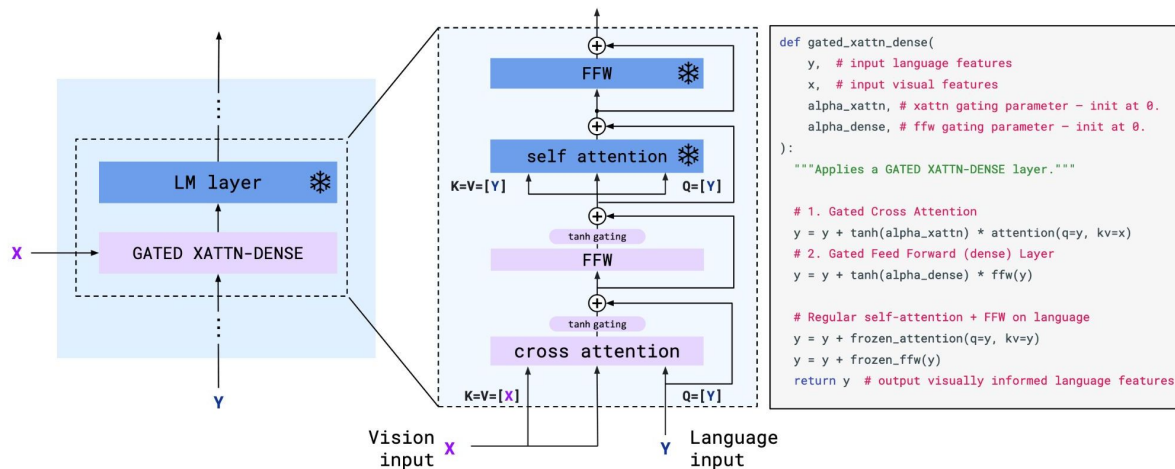 LM layer
X
GATED XATTN-DENSE
Y
FFW
self attention
K=V=[Y]
Q=[Y]
tanh gating
FFW
tanh gating
cross attention
K=V=[X]
Q=[Y]
Vision
input
X
Y
Language
input
def gated_xattn_dense(
y, # input language features
x, # input visual features
alpha_xattn, # xattn gating parameter – init at 0.
alpha_dense, # ffw gating parameter – init at 0.
):
"""Applies a GATED XATTN-DENSE layer."""
# 1. Gated Cross Attention
y = y + tanh(alpha_xattn) * attention(q=y, kv=x)
# 2. Gated Feed Forward (dense) Layer
y = y + tanh(alpha_dense) * ffw(y)
# Regular self-attention + FFW on language
y = y + frozen_attention(q=y, kv=y)
y = y + frozen_ffw(y)
return y # output visually informed language features